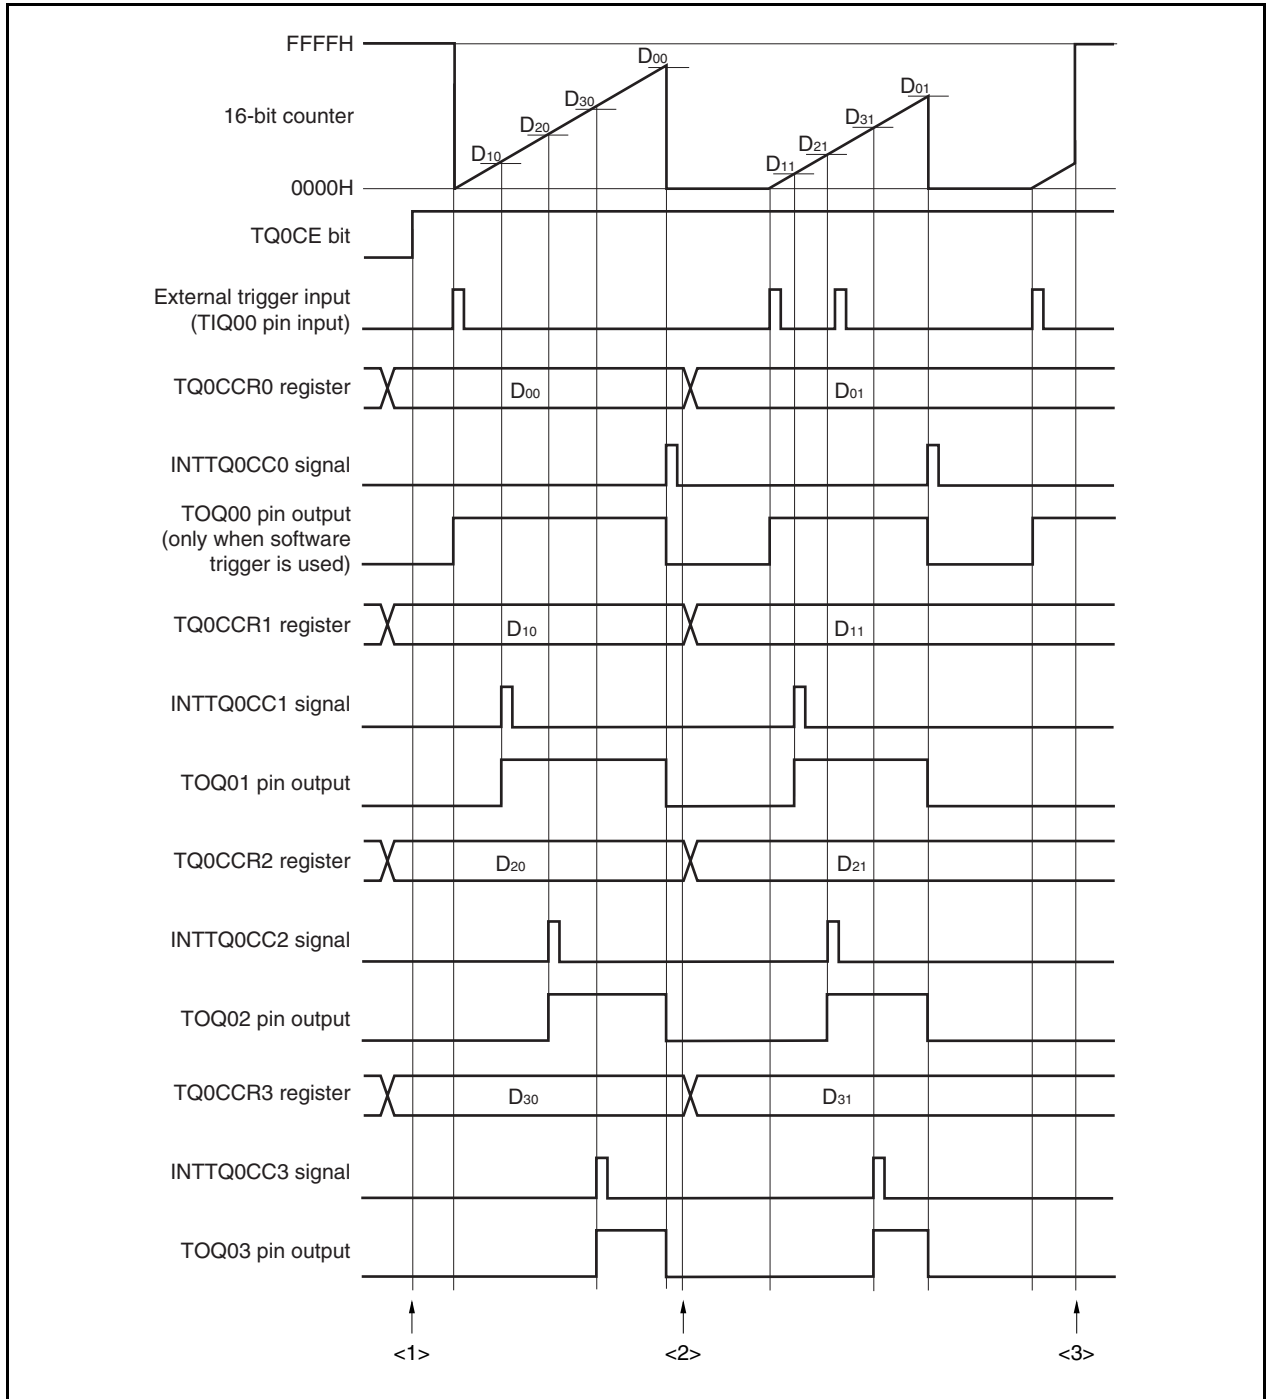 FFFFH
D00
D30
D20
D10
D01
D31
D21
D11
16-bit counter
0000H
TQ0CE bit
External trigger input
(TIQ00 pin input)
TQ0CCR0 register
D00
D01
INTTQ0CC0 signal
TOQ00 pin output
(only when software
trigger is used)
TQ0CCR1 register
D10
D11
INTTQ0CC1 signal
TOQ01 pin output
TQ0CCR2 register
D20
D21
INTTQ0CC2 signal
TOQ02 pin output
TQ0CCR3 register
D30
D31
INTTQ0CC3 signal
TOQ03 pin output
<1>
<2>
<3>